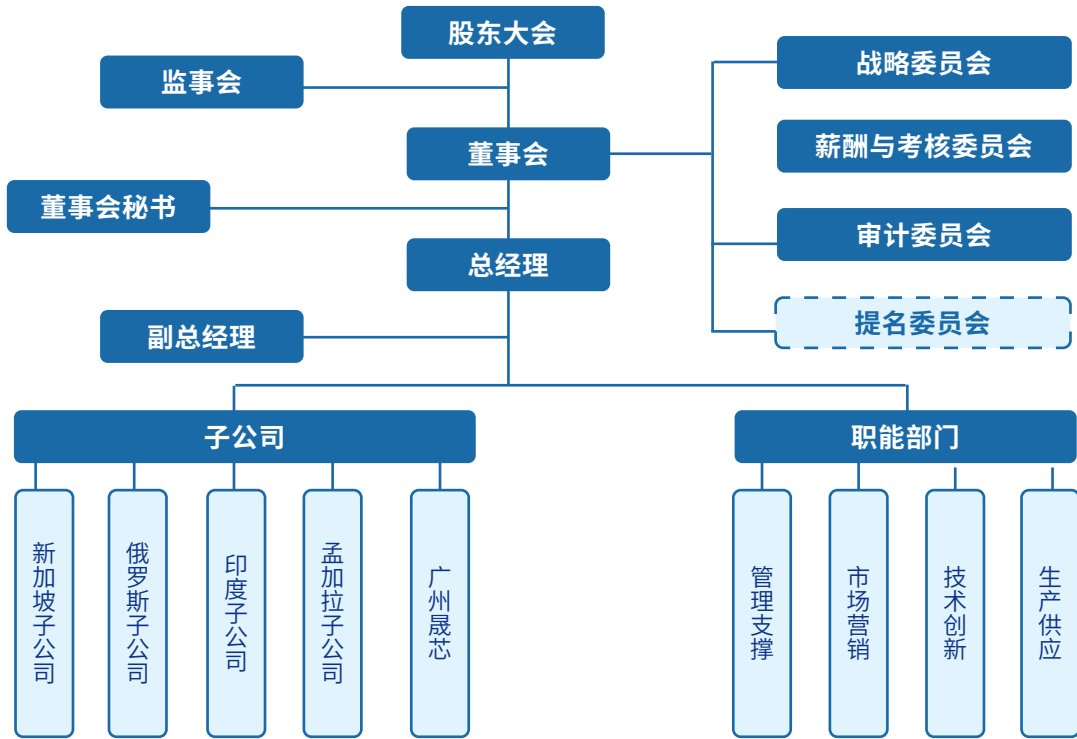 股东大会
监事会
战略委员会
董事会
薪酬与考核委员会
董事会秘书
审计委员会
总经理
副总经理
提名委员会
子公司
职能部门
新加坡子公司
俄罗斯子公司
印度子公司
孟加拉子公司
广州晟芯
管理支撑
市场营销
技术创新
生产供应